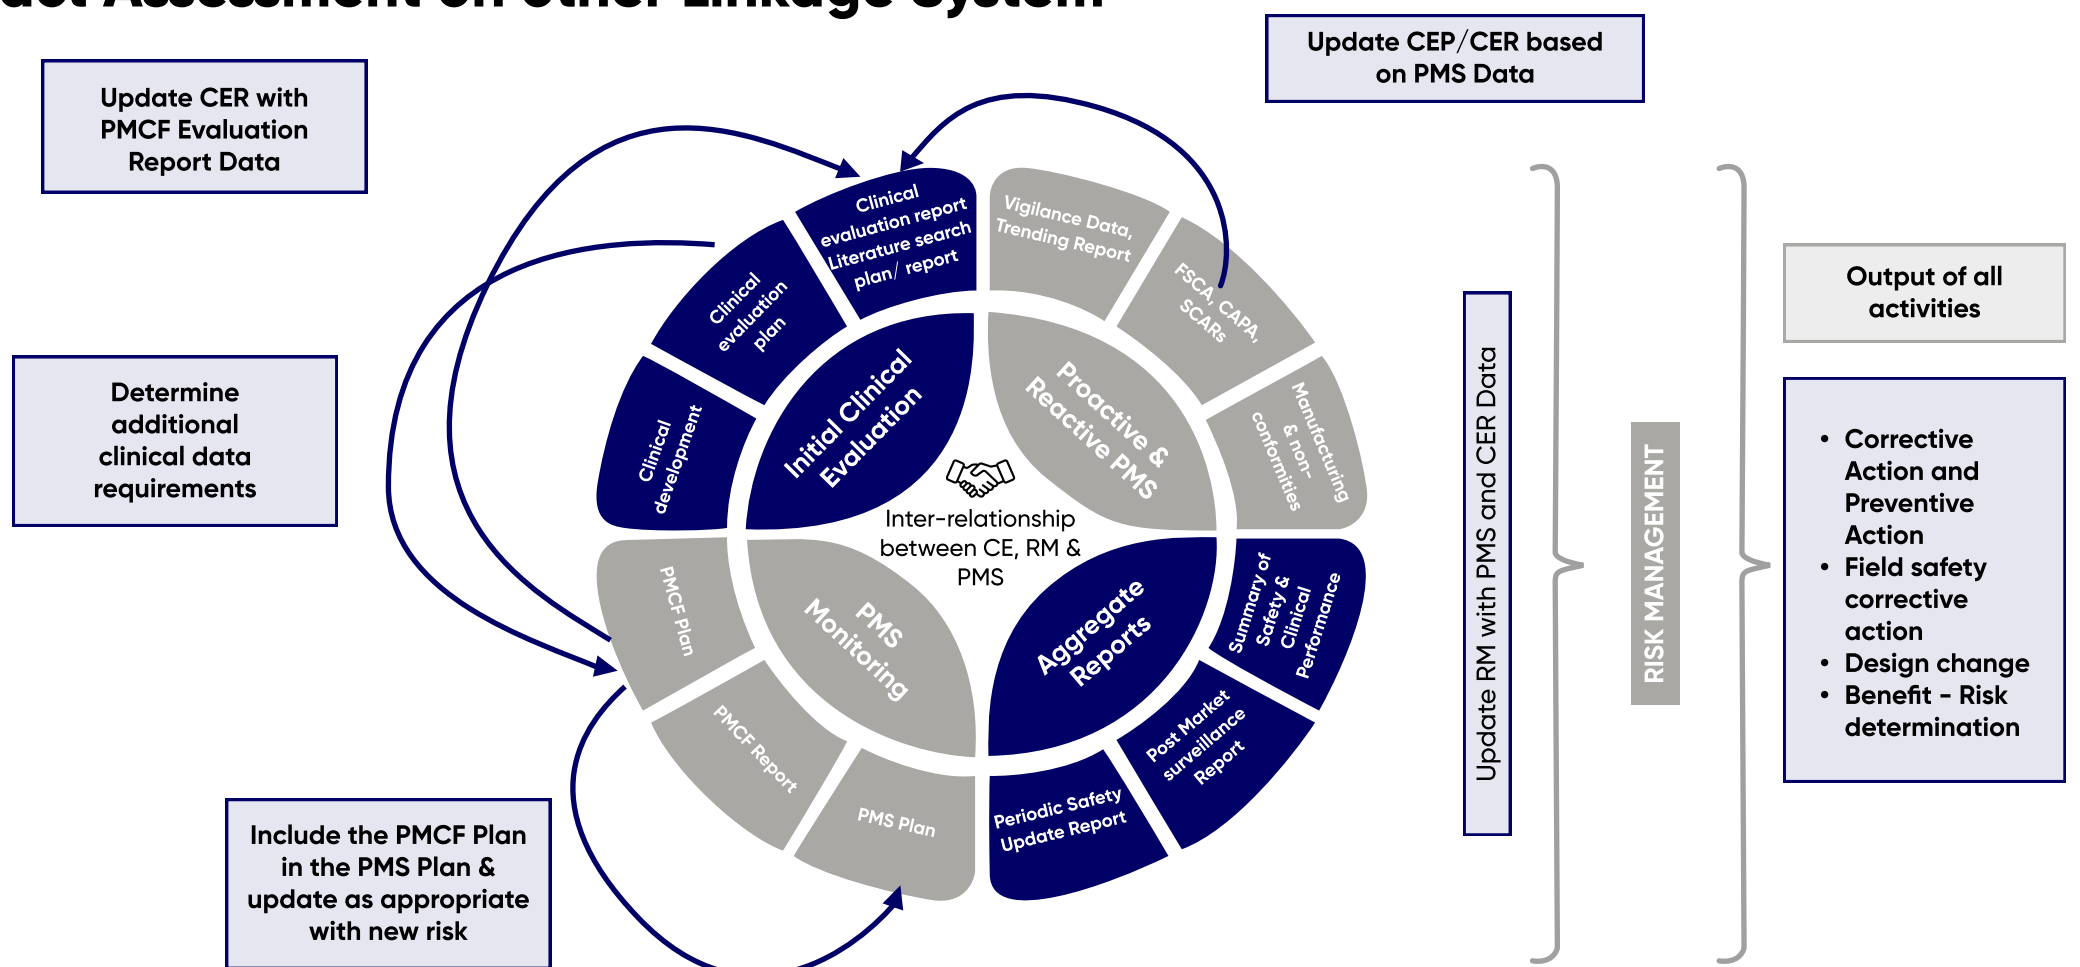 Assessment on other Linkage System
Update CEP/CER based
on PMS Data
Update CER with
PMCF Evaluation
Report Data
Determine
additional
clinical data
requirements
Include the PMCF Plan
in the PMS Plan &
update as appropriate
with new risk
Clinical
evaluation report
Literature search
plan/ report
Clinical
evaluation
plan
Clinical
development
Initial Clinical
Evaluation
Vigilance Data,
Trending Report
FSCA, CAPA,
SCARs
Manufacturing
& non-
conformities
Proactive &
Reactive PMS
Inter-relationship
between CE, RM &
PMS
PMCF Plan
PMCF Report
PMS Plan
PMS
Monitoring
Summary of
Safety &
Clinical
Performance
Post Market
surveillance
Report
Periodic Safety
Update Report
Aggregate
Reports
Update RM with PMS and CER Data
RISK MANAGEMENT
Output of all
activities
• Corrective
Action and
Preventive
Action
• Field safety
corrective
action
• Design change
• Benefit - Risk
determination